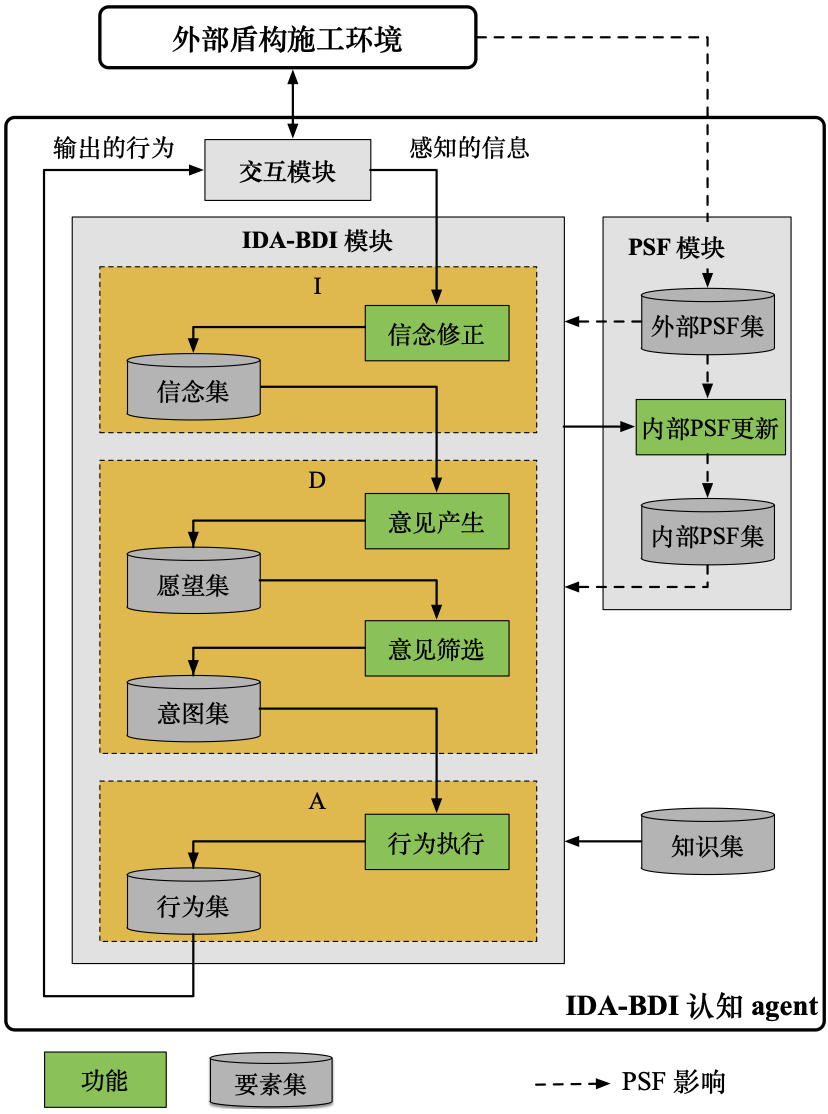 外部盾构施工环境
输出的行为
感知的信息
交互模块
IDA-BDI 模块
PSF 模块
I
信念修正
信念集
外部PSF集
内部PSF更新
内部PSF集
D
意见产生
愿望集
意见筛选
意图集
A
行为执行
行为集
知识集
IDA-BDI 认知 agent
功能
要素集
PSF 影响